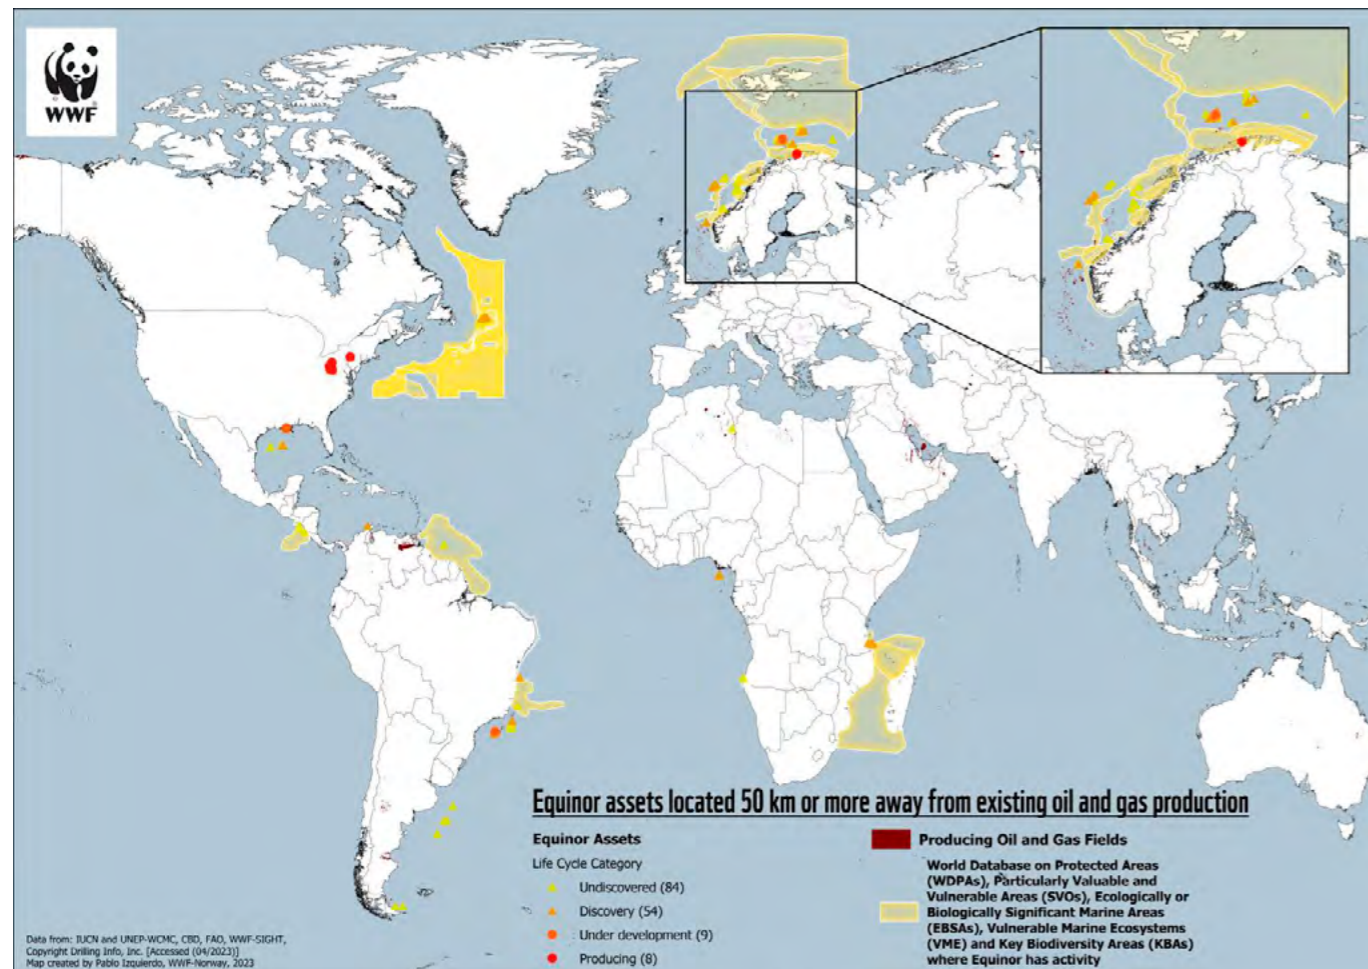 WWF
Equinor assets located 50 km or more away from existing oil and gas production
Equinor Assets
Life Cycle Category
Undiscovered (84)
Discovery (54)
Under development (9)
Producing (8)
Producing Oil and Gas Fields
World Database on Protected Areas
(WDPAs), Particularly Valuable and
Vulnerable Areas (SVOs), Ecologically or
Biologically Significant Marine Areas
(EBSAs), Vulnerable Marine Ecosystems
(VME) and Key Biodiversity Areas (KBAs)
where Equinor has activity
Data from: IUCN and UNEP-WCMC, CBD, FAO, WWF-SIGHT,
Copyright Drilling Info, Inc. [Accessed (04/2023)]
Map created by Pablo Izquierdo, WWF-Norway, 2023